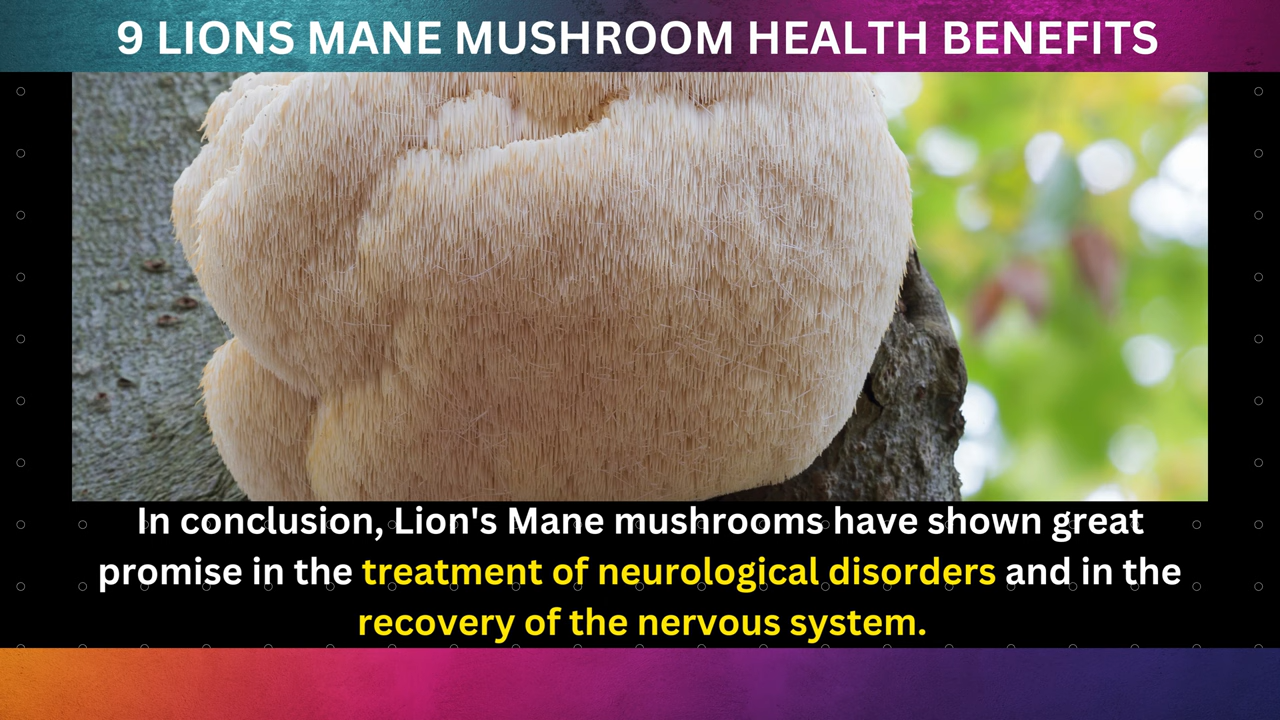 9 LIONS MANE MUSHROOM HEALTH BENEFITS
In conclusion, Lion's Mane mushrooms have shown great
promise in the treatment of neurological disorders and in the
recovery of the nervous system.